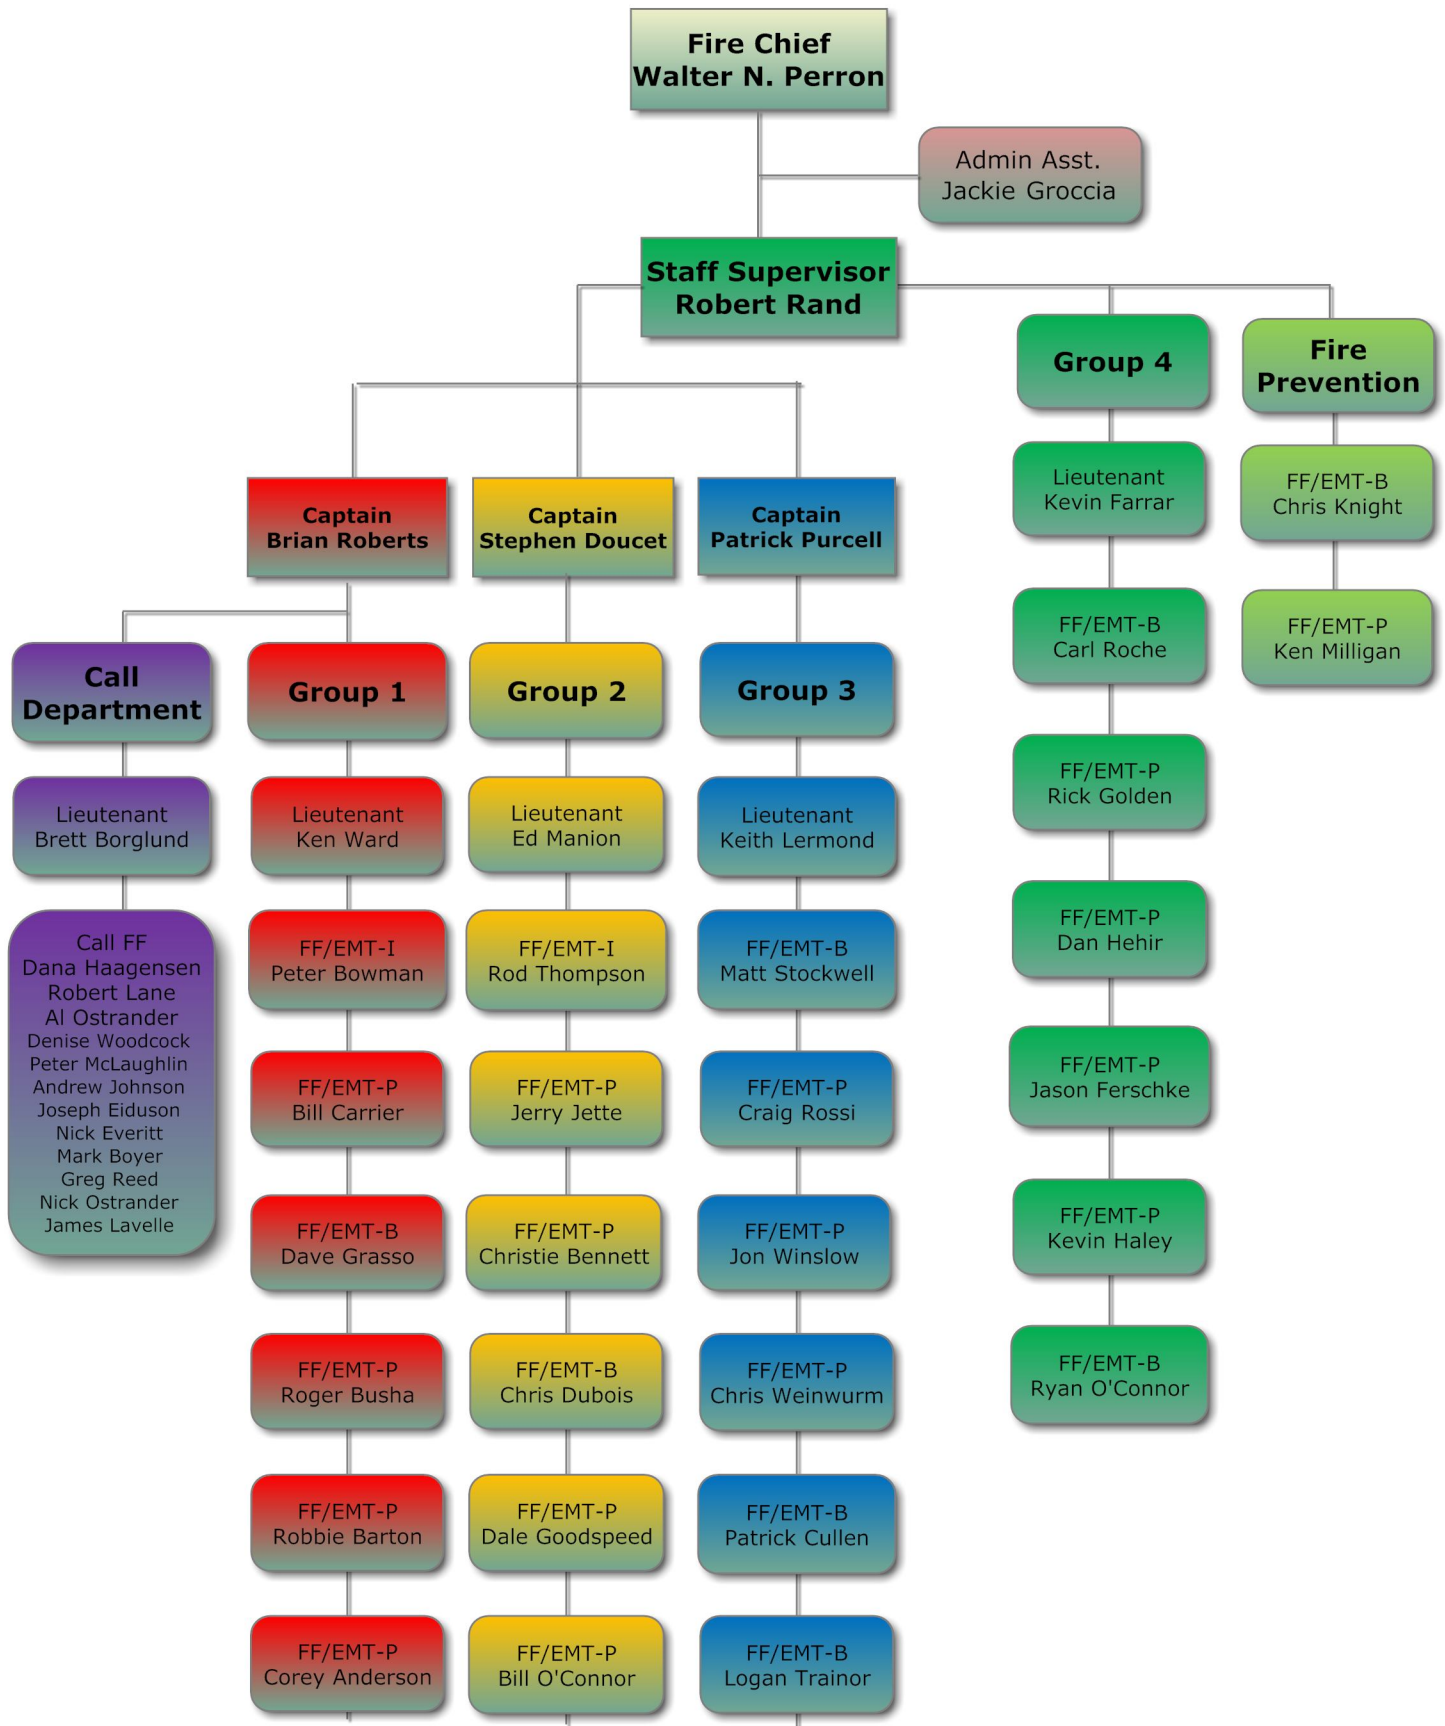 Fire Chief
Walter N. Perron
Admin Asst.
Jackie Groccia
Staff Supervisor
Robert Rand
Captain
Brian Roberts
Captain
Stephen Doucet
Captain
Patrick Purcell
Call
Department
Lieutenant
Brett Borglund
Call FF
Dana Haagensen
Robert Lane
Al Ostrander
Denise Woodcock
Peter McLaughlin
Andrew Johnson
Joseph Eiduson
Nick Everitt
Mark Boyer
Greg Reed
Nick Ostrander
James Lavelle
Group 1
Lieutenant
Ken Ward
FF/EMT-I
Peter Bowman
FF/EMT-P
Bill Carrier
FF/EMT-B
Dave Grasso
FF/EMT-P
Roger Busha
FF/EMT-P
Robbie Barton
FF/EMT-P
Corey Anderson
Group 2
Lieutenant
Ed Manion
FF/EMT-I
Rod Thompson
FF/EMT-P
Jerry Jette
FF/EMT-P
Christie Bennett
FF/EMT-B
Chris Dubois
FF/EMT-P
Dale Goodspeed
FF/EMT-P
Bill O'Connor
Group 3
Lieutenant
Keith Lermond
FF/EMT-B
Matt Stockwell
FF/EMT-P
Craig Rossi
FF/EMT-P
Jon Winslow
FF/EMT-P
Chris Weinwurm
FF/EMT-B
Patrick Cullen
FF/EMT-B
Logan Trainor
Group 4
Lieutenant
Kevin Farrar
FF/EMT-B
Carl Roche
FF/EMT-P
Rick Golden
FF/EMT-P
Dan Hehir
FF/EMT-P
Jason Ferschke
FF/EMT-P
Kevin Haley
FF/EMT-B
Ryan O'Connor
Fire
Prevention
FF/EMT-B
Chris Knight
FF/EMT-P
Ken Milligan